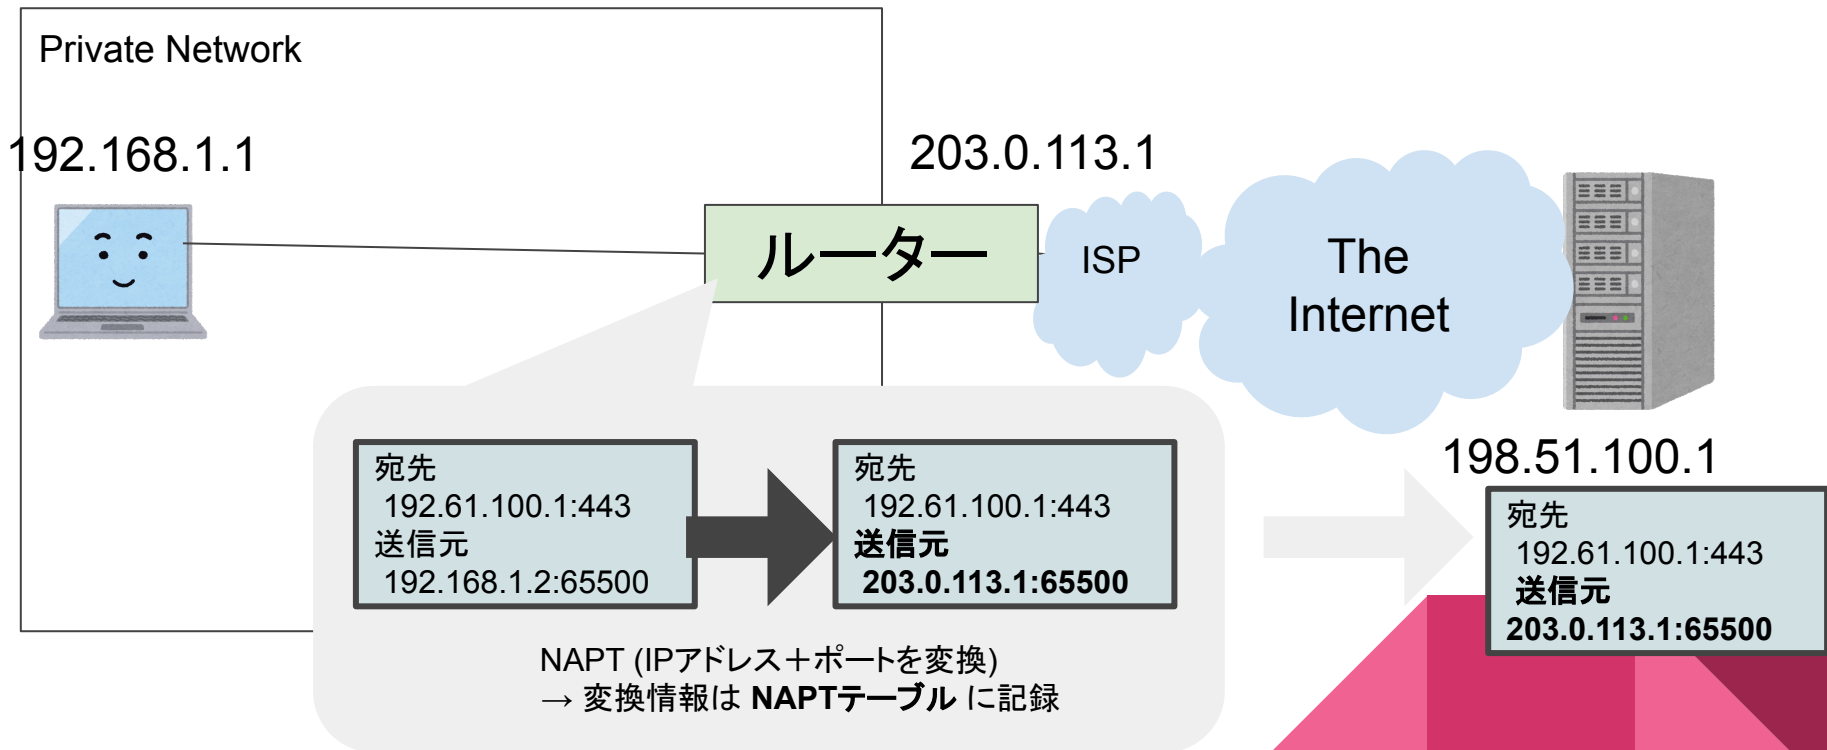 Private Network
192.168.1.1
203.0.113.1
ルーター
ISP
The
Internet
198.51.100.1
宛先
192.61.100.1:443
送信元
192.168.1.2:65500
宛先
192.61.100.1:443
送信元
203.0.113.1:65500
宛先
192.61.100.1:443
送信元
203.0.113.1:65500
NAPT (IPアドレス＋ポートを変換)
→ 変換情報は NAPTテーブル に記録